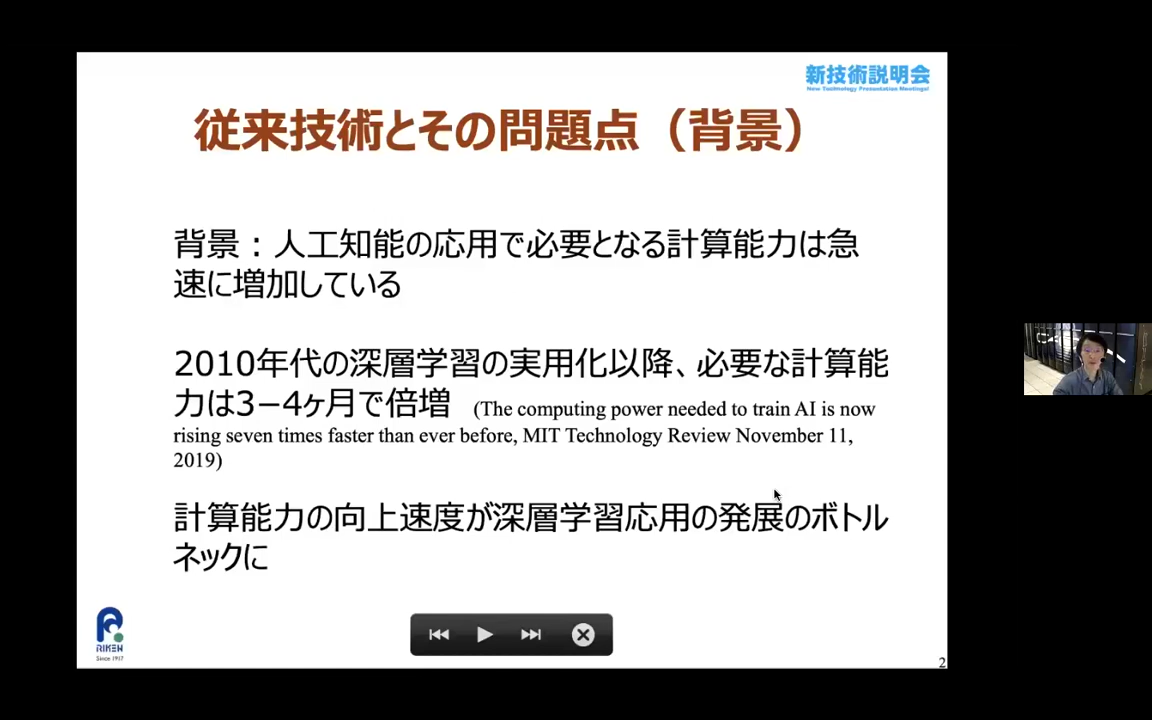 新技術説明会
New Technology Presentation Meetings!
従来技術とその問題点（背景）
背景：人工知能の応用で必要となる計算能力は急
速に増加している
2010年代の深層学習の実用化以降、必要な計算能
力は3−4ヶ月で倍増 (The computing power needed to train AI is now
rising seven times faster than ever before, MIT Technology Review November 11,
2019)
計算能力の向上速度が深層学習応用の発展のボトル
ネックに
RIKEN
Since 1917
2